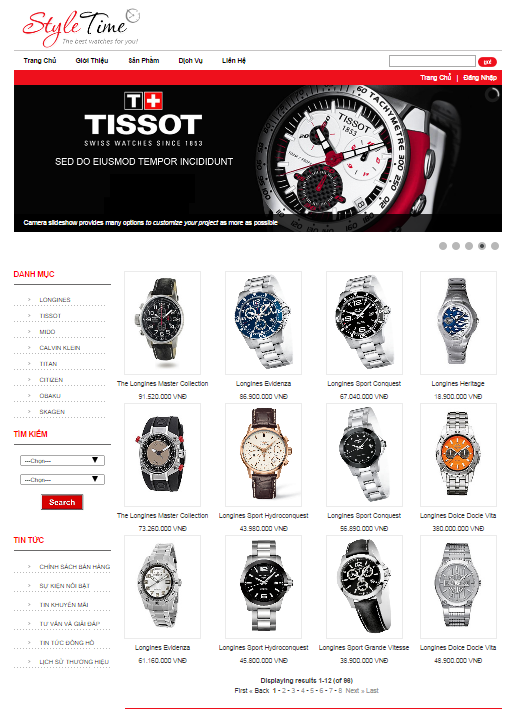 Style Time
The best watches for you!
Trang Chủ Giới Thiệu Sản Phẩm Dịch Vụ Liên Hệ
go!
Trang Chủ | Đăng Nhập
TISSOT
SWISS WATCHES SINCE 1853
SED DO EIUSMOD TEMPOR INCIDIDUNT
TACHYMETRE
TISSOT
1853
Camera slideshow provides many options to customize your project as more as possible
DANH MỤC
LONGINES
TISSOT
MIDO
CALVIN KLEIN
TITAN
CITIZEN
OBAKU
SKAGEN
TÌM KIẾM
---Chọn---
---Chọn---
Search
TIN TỨC
CHÍNH SÁCH BÁN HÀNG
SỰ KIỆN NỔI BẬT
TIN KHUYẾN MÃI
TƯ VẤN VÀ GIẢI ĐÁP
TIN TỨC ĐỒNG HỒ
LỊCH SỬ THƯƠNG HIỆU
The Longines Master Collection Longines Evidenza Longines Sport Conquest Longines Heritage
91.520.000 VNĐ 86.900.000 VNĐ 67.040.000 VNĐ 18.900.000 VNĐ
The Longines Master Collection Longines Sport Hydroconquest Longines Sport Conquest Longines Dolce Docle Vita
73.260.000 VNĐ 43.980.000 VNĐ 56.890.000 VNĐ 380.000.000 VNĐ
Longines Evidenza Longines Sport Hydroconquest Longines Sport Grande Vitesse Longines Dolce Docle Vita
61.160.000 VNĐ 45.800.000 VNĐ 38.900.000 VNĐ 48.900.000 VNĐ
Displaying results 1-12 (of 96)
First « Back 1 • 2 • 3 • 4 • 5 • 6 • 7 • 8 Next » Last